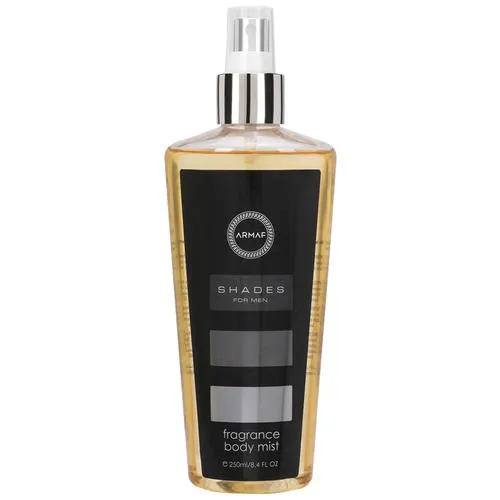 ARMAF
SHADES
FOR MEN
fragrance
body mist
℮ 250ml/8.4 FL OZ